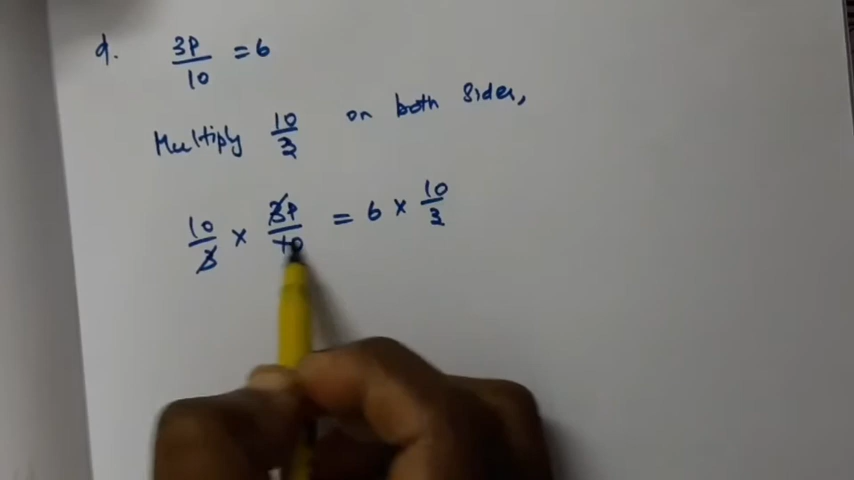 d. 3P/10 = 6
Multiply 10/3 on both sides,
10/3 × 3P/10 = 6 × 10/3